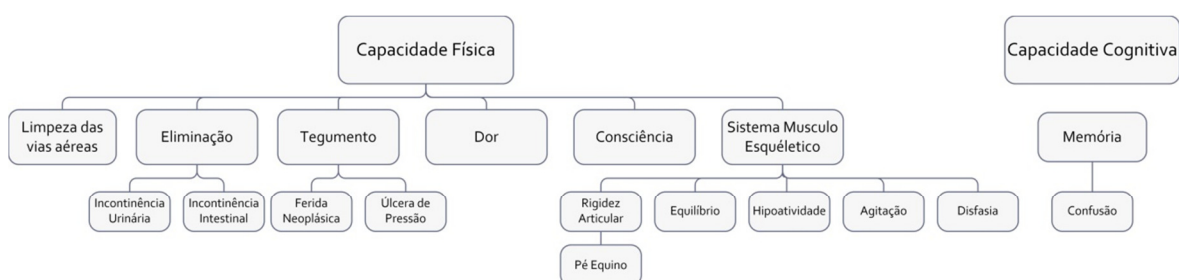 Capacidade Física
Capacidade Cognitiva
Limpeza das
vias aéreas
Eliminação
Tegumento
Dor
Consciência
Sistema Musculo
Esquéletico
Memória
Incontinência
Urinária
Incontinência
Intestinal
Ferida
Neoplásica
Úlcera de
Pressão
Rigidez
Articular
Equilíbrio
Hipoatividade
Agitação
Disfasia
Confusão
Pé Equino